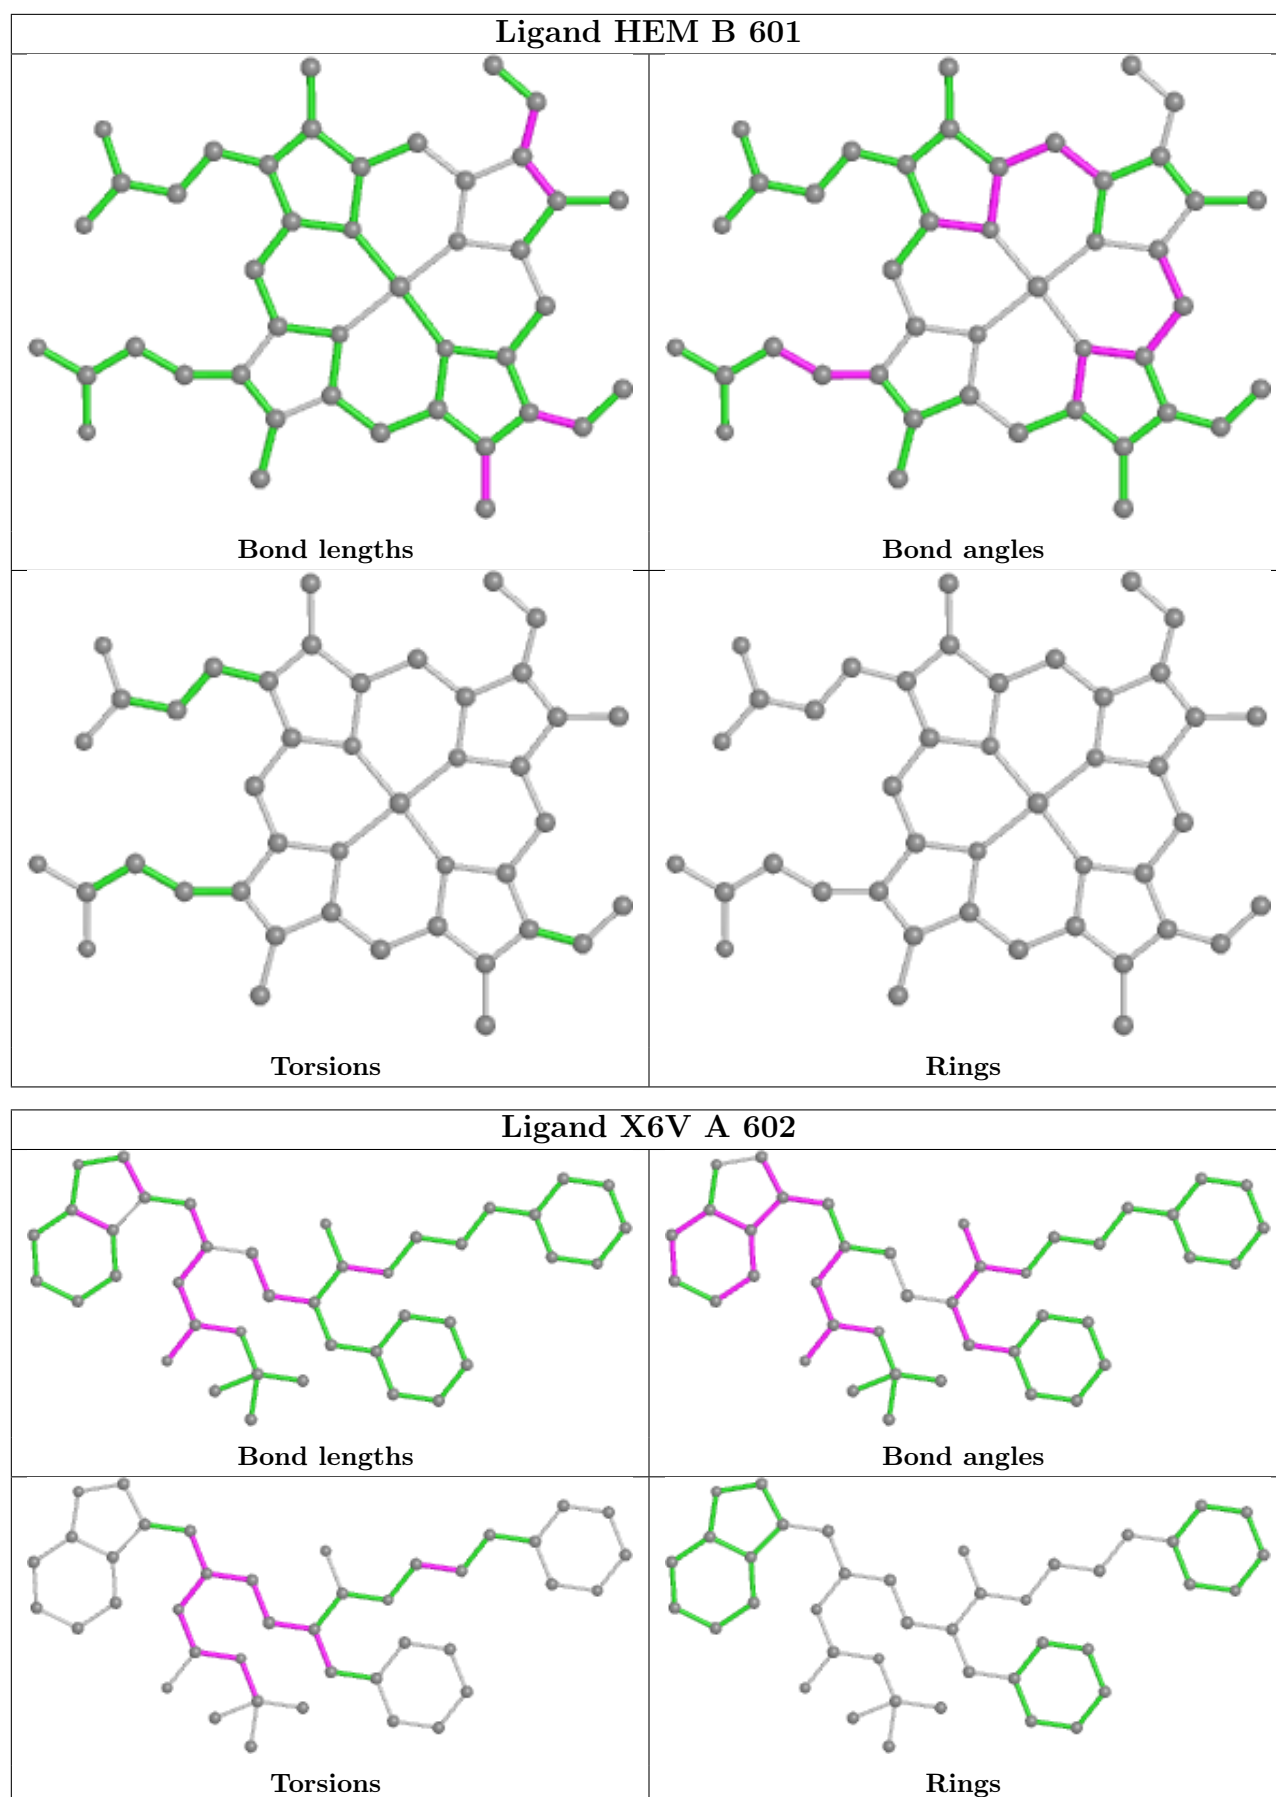 Ligand HEM B 601
Bond lengths
Bond angles
Torsions
Rings
Ligand X6V A 602
Bond lengths
Bond angles
Torsions
Rings